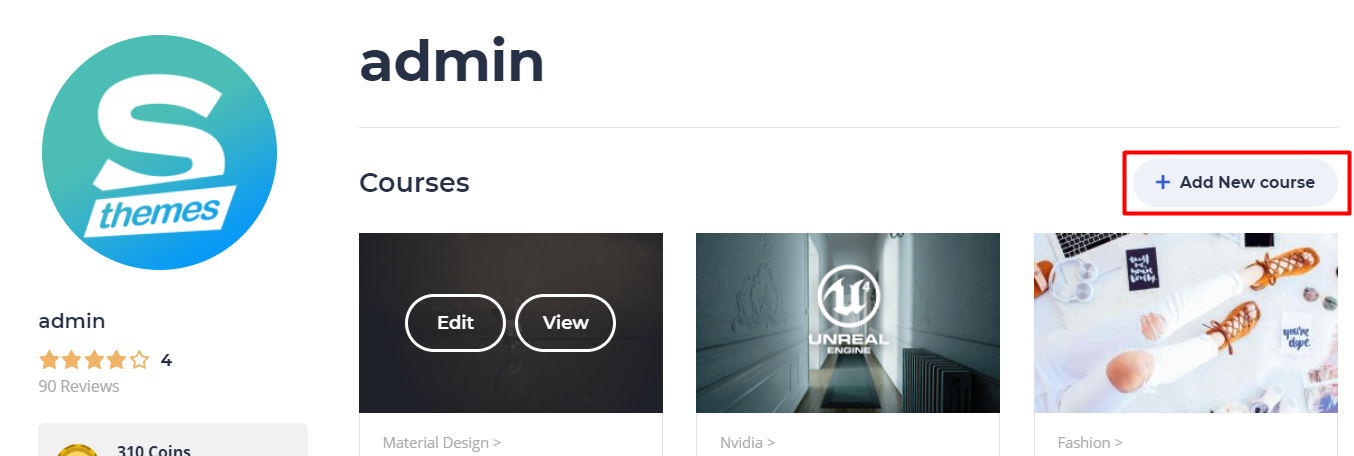 S
themes
admin
Courses
+ Add New course
admin
4
90 Reviews
310 Coins
Edit
View
U4
UNREAL
ENGINE
you're
dope.
Material Design >
Nvidia >
Fashion >